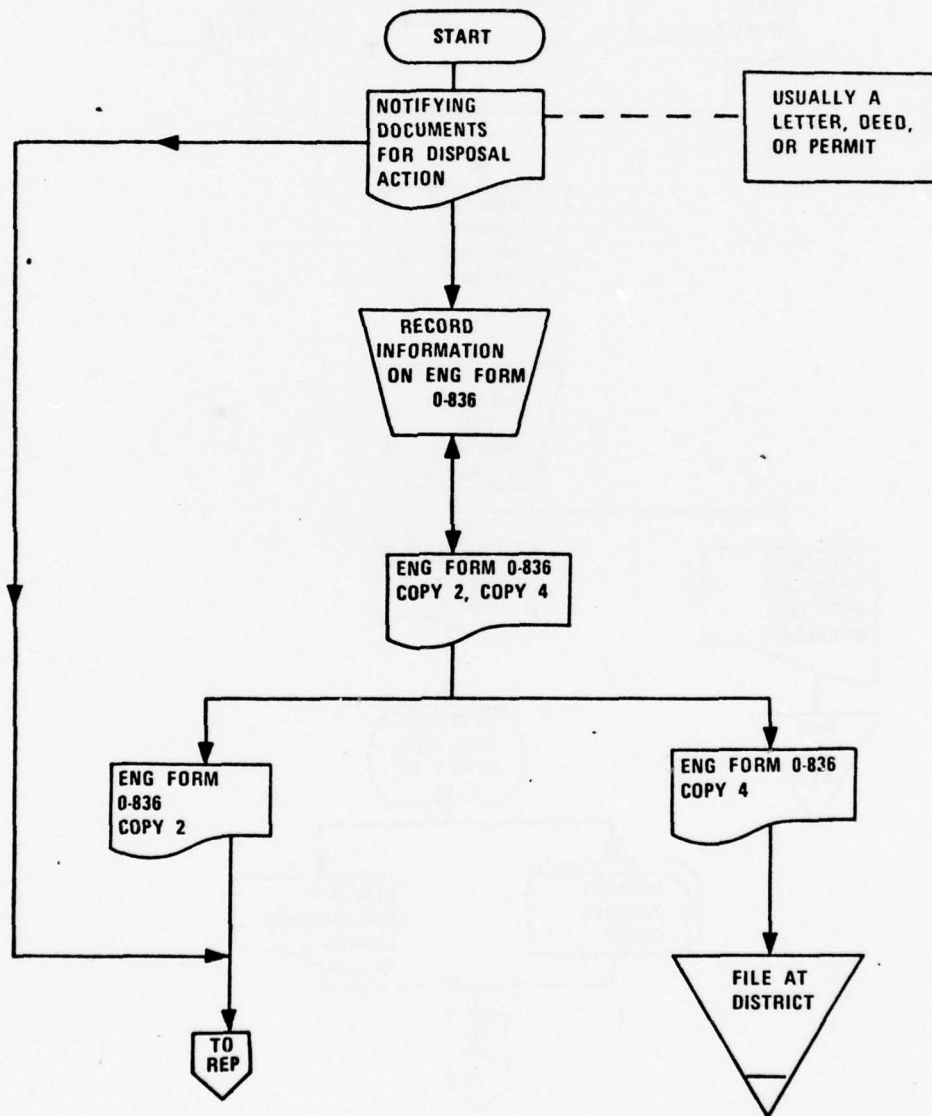 START
NOTIFYING
DOCUMENTS
FOR DISPOSAL
ACTION
USUALLY A
LETTER, DEED,
OR PERMIT
RECORD
INFORMATION
ON ENG FORM
0-836
ENG FORM 0-836
COPY 2, COPY 4
ENG FORM
0-836
COPY 2
ENG FORM 0-836
COPY 4
FILE AT
DISTRICT
TO
REP